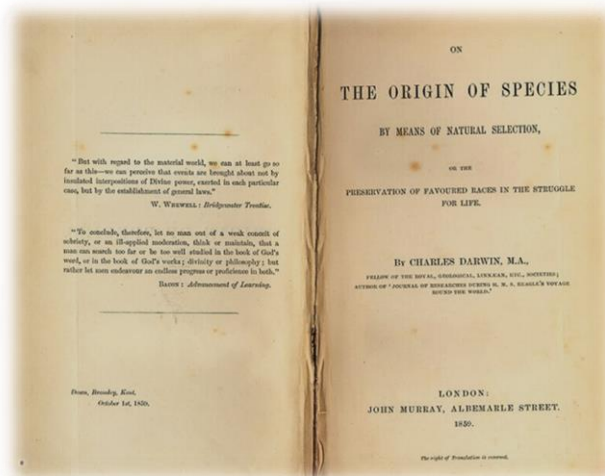 "But with regard to the material world, we can at least go so
far as this—we can perceive that events are brought about not by
insulated interpositions of Divine power, exerted in each particular
case, but by the establishment of general laws."
W. WHEWELL: Bridgewater Treatise.
"To conclude, therefore, let no man out of a weak conceit of
sobriety, or an ill-applied moderation, think or maintain, that a
man can search too far or be too well studied in the book of God's
word, or in the book of God's works; divinity or philosophy; but
rather let men endeavour an endless progress or proficience in both."
BACON: Advancement of Learning.
Down, Bromley, Kent,
October 1st, 1859.
ON
THE ORIGIN OF SPECIES
BY MEANS OF NATURAL SELECTION,
OR THE
PRESERVATION OF FAVOURED RACES IN THE STRUGGLE
FOR LIFE.
BY CHARLES DARWIN, M.A.,
FELLOW OF THE ROYAL, GEOLOGICAL, LINNÆAN, ETC., SOCIETIES;
AUTHOR OF 'JOURNAL OF RESEARCHES DURING H. M. S. BEAGLE'S VOYAGE
ROUND THE WORLD.'
LONDON:
JOHN MURRAY, ALBEMARLE STREET.
1859.
The right of Translation is reserved.